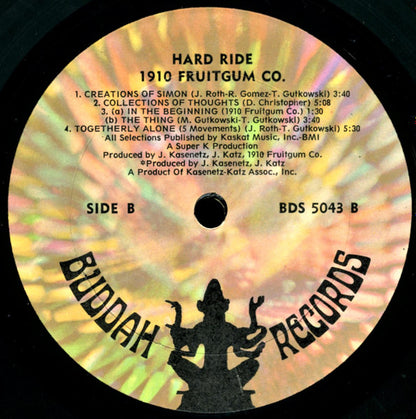 HARD RIDE
1910 FRUITGUM CO.
1. CREATIONS OF SIMON (J. Roth-R. Gomez-T. Gutkowski) 3:40
2. COLLECTIONS OF THOUGHTS (D. Christopher) 5:08
3. (a) IN THE BEGINNING (1910 Fruitgum Co.) 1:30
(b) THE THING (M. Gutkowski-T. Gutkowski) 3:40
4. TOGETHERLY ALONE (5 Movements) (J. Roth-T. Gutkowski) 5:30
All Selections Published by Kaskat Music, Inc.-BMI
A Super K Production
Produced by J. Kasenetz, J. Katz, 1910 Fruitgum Co.
*Produced by J. Kasenetz, J. Katz
A Product Of Kasenetz-Katz Assoc., Inc.
SIDE B
BDS 5043 B
BUDDAH RECORDS